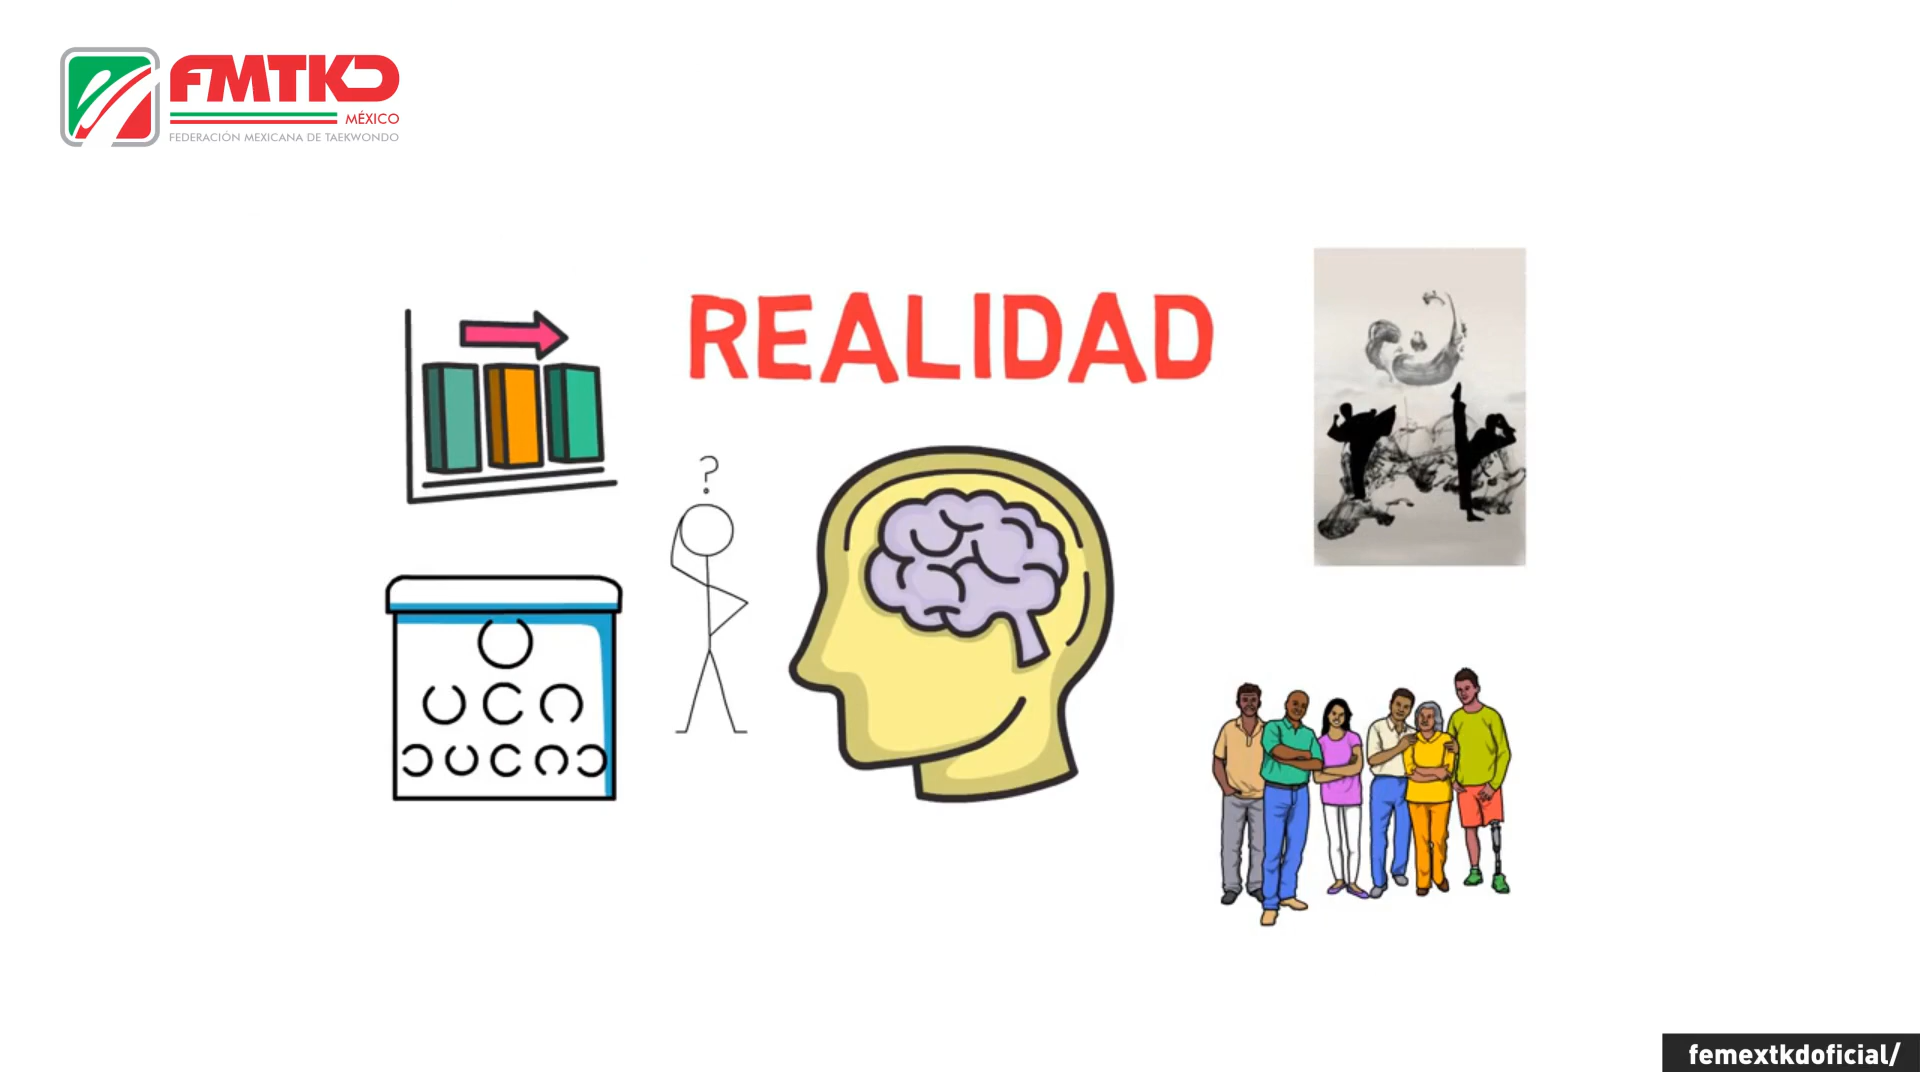 FMTKD
MÉXICO
FEDERACIÓN MEXICANA DE TAEKWONDO
REALIDAD
?
femextkdoficial/